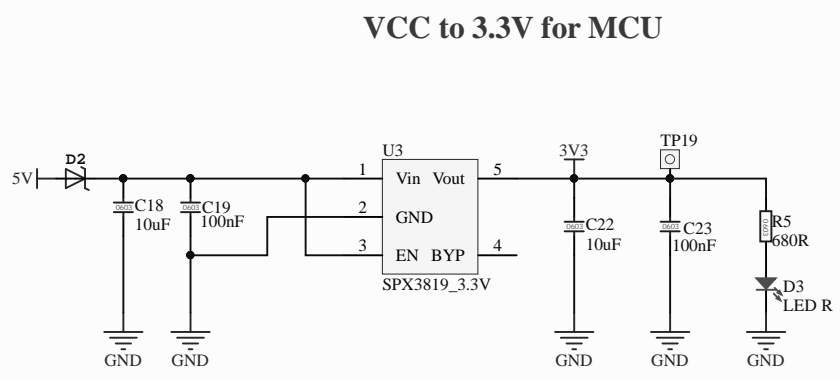 VCC to 3.3V for MCU
5V
D2
C18
10uF
0603
C19
100nF
0603
U3
1 Vin Vout 5
2 GND
3 EN BYP 4
SPX3819_3.3V
3V3
TP19
C22
10uF
0603
C23
100nF
0603
R5
680R
0603
D3
LED R
GND
GND
GND
GND
GND